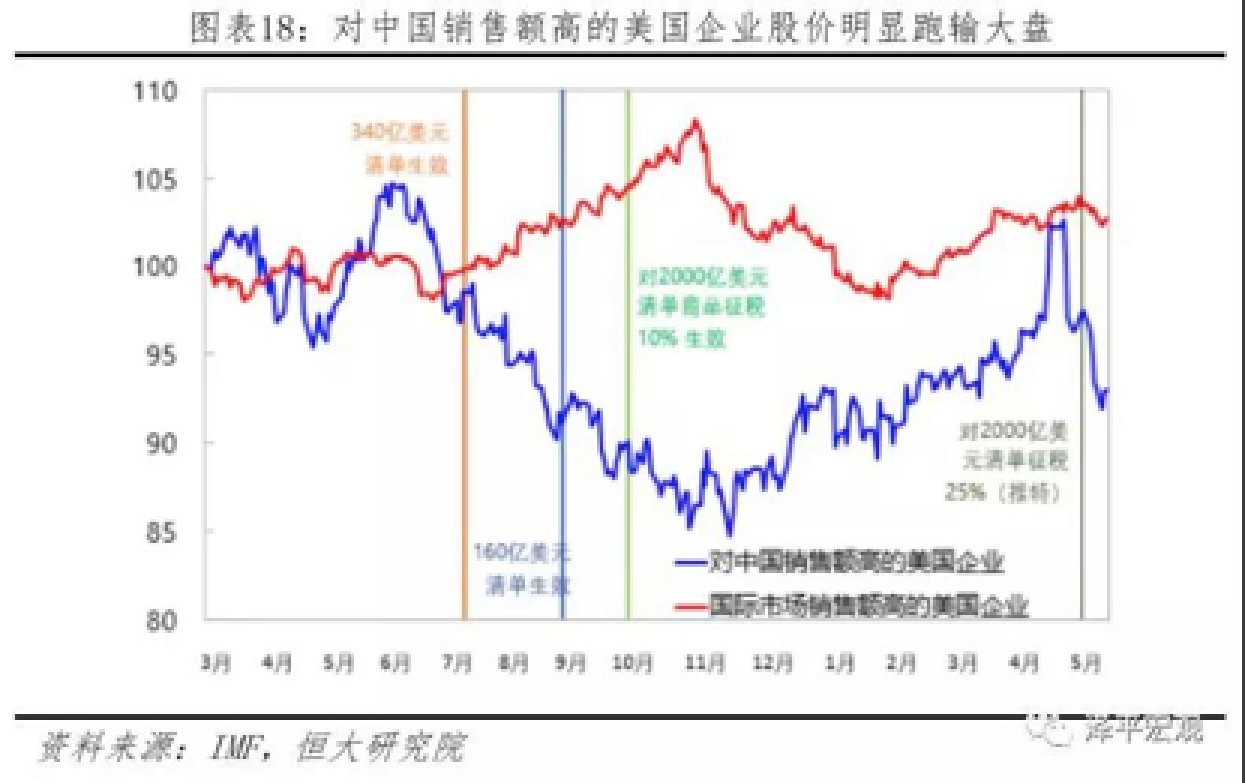 图表18：对中国销售额高的美国企业股价明显跑输大盘
110
105
100
95
90
85
80
340亿美元
清单生效
160亿美元
清单生效
对2000亿美元
清单商品征税
10% 生效
对2000亿美
元清单征税
25%（推特）
对中国销售额高的美国企业
国际市场销售额高的美国企业
3月 4月 5月 6月 7月 8月 9月 10月 11月 12月 1月 2月 3月 4月 5月
泽平宏观
资料来源：IMF，恒大研究院